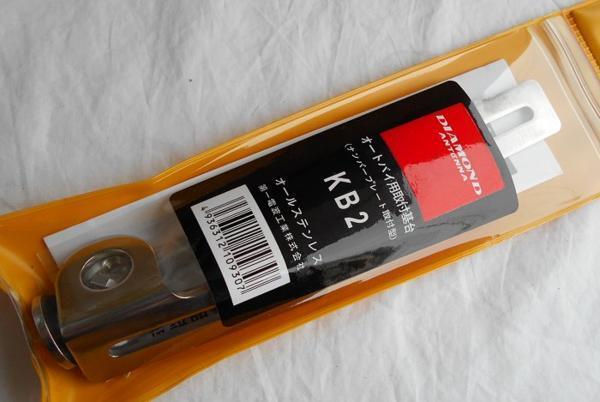 DIAMOND
ANTENNA
オートバイ用取付基台
(ナンバープレート取付型)
KB2
オールステンレス
第一電波工業株式会社
4936312109307